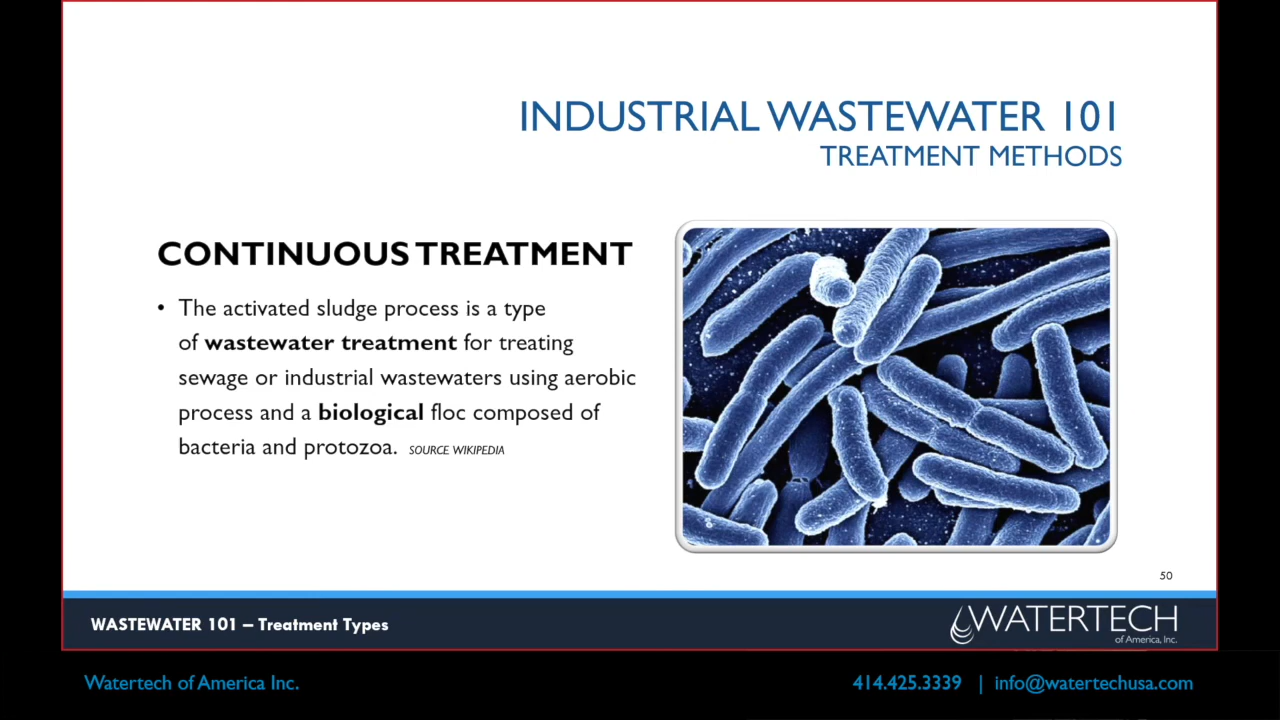 INDUSTRIAL WASTEWATER 101
TREATMENT METHODS
CONTINUOUS TREATMENT
• The activated sludge process is a type
of wastewater treatment for treating
sewage or industrial wastewaters using aerobic
process and a biological floc composed of
bacteria and protozoa. SOURCE WIKIPEDIA
50
WASTEWATER 101 – Treatment Types
WATERTECH
of America, Inc.
Watertech of America Inc.
414.425.3339 | info@watertechusa.com